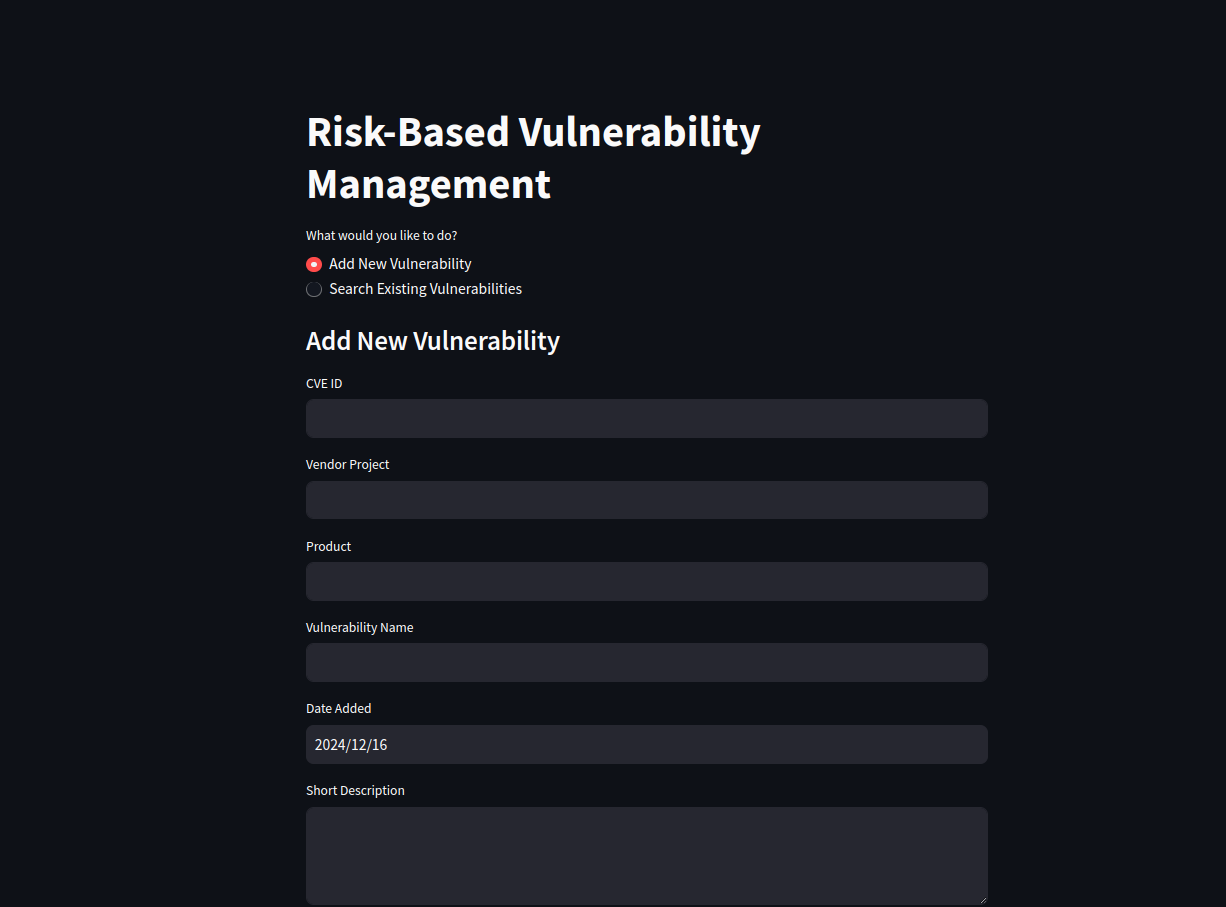 Risk-Based Vulnerability
Management
What would you like to do?
Add New Vulnerability
Search Existing Vulnerabilities
Add New Vulnerability
CVE ID
Vendor Project
Product
Vulnerability Name
Date Added
2024/12/16
Short Description